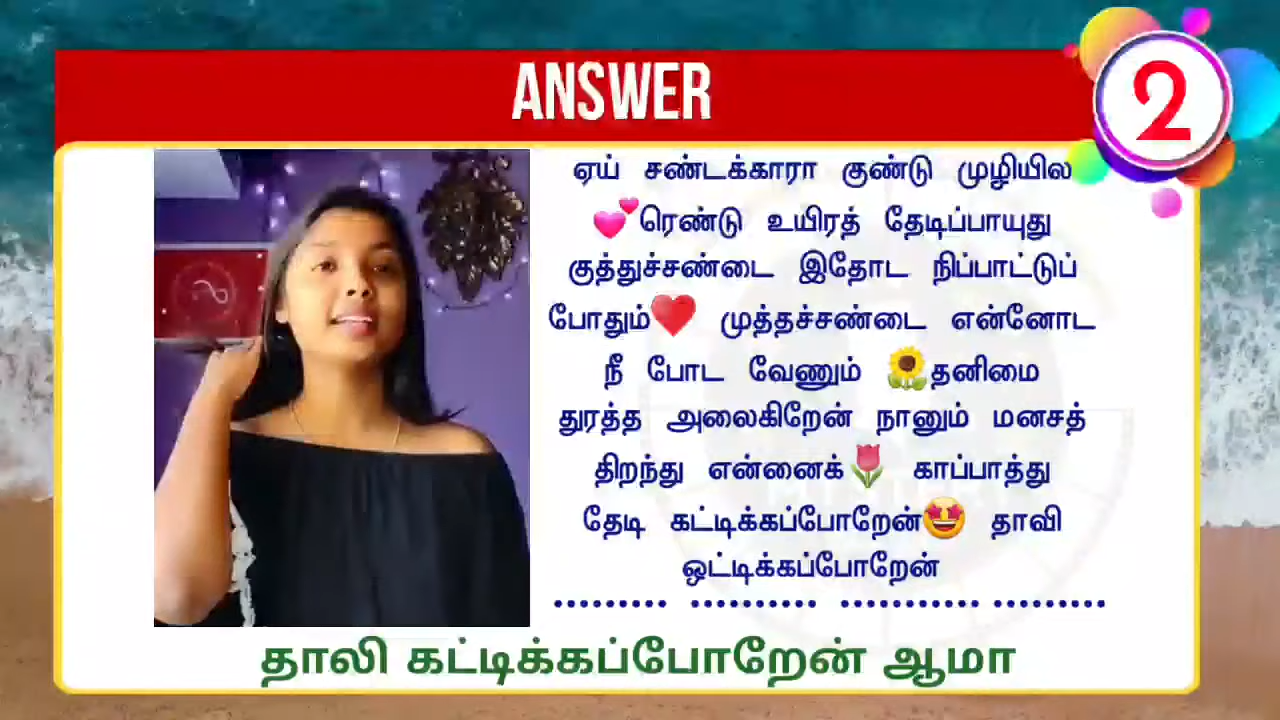 ANSWER
2
ஏய் சண்டக்காரா குண்டு முழியில
💕ரெண்டு உயிரத் தேடிப்பாயுது
குத்துச்சண்டை இதோட நிப்பாட்டுப்
போதும்❤️ முத்தச்சண்டை என்னோட
நீ போட வேணும் 🌻தனிமை
துரத்த அலைகிறேன் நானும் மனசத்
திறந்து என்னைக்🌷 காப்பாத்து
தேடி கட்டிக்கப்போறேன்🤩 தாவி
ஒட்டிக்கப்போறேன்
......... .......... ........... .........
தாலி கட்டிக்கப்போறேன் ஆமா